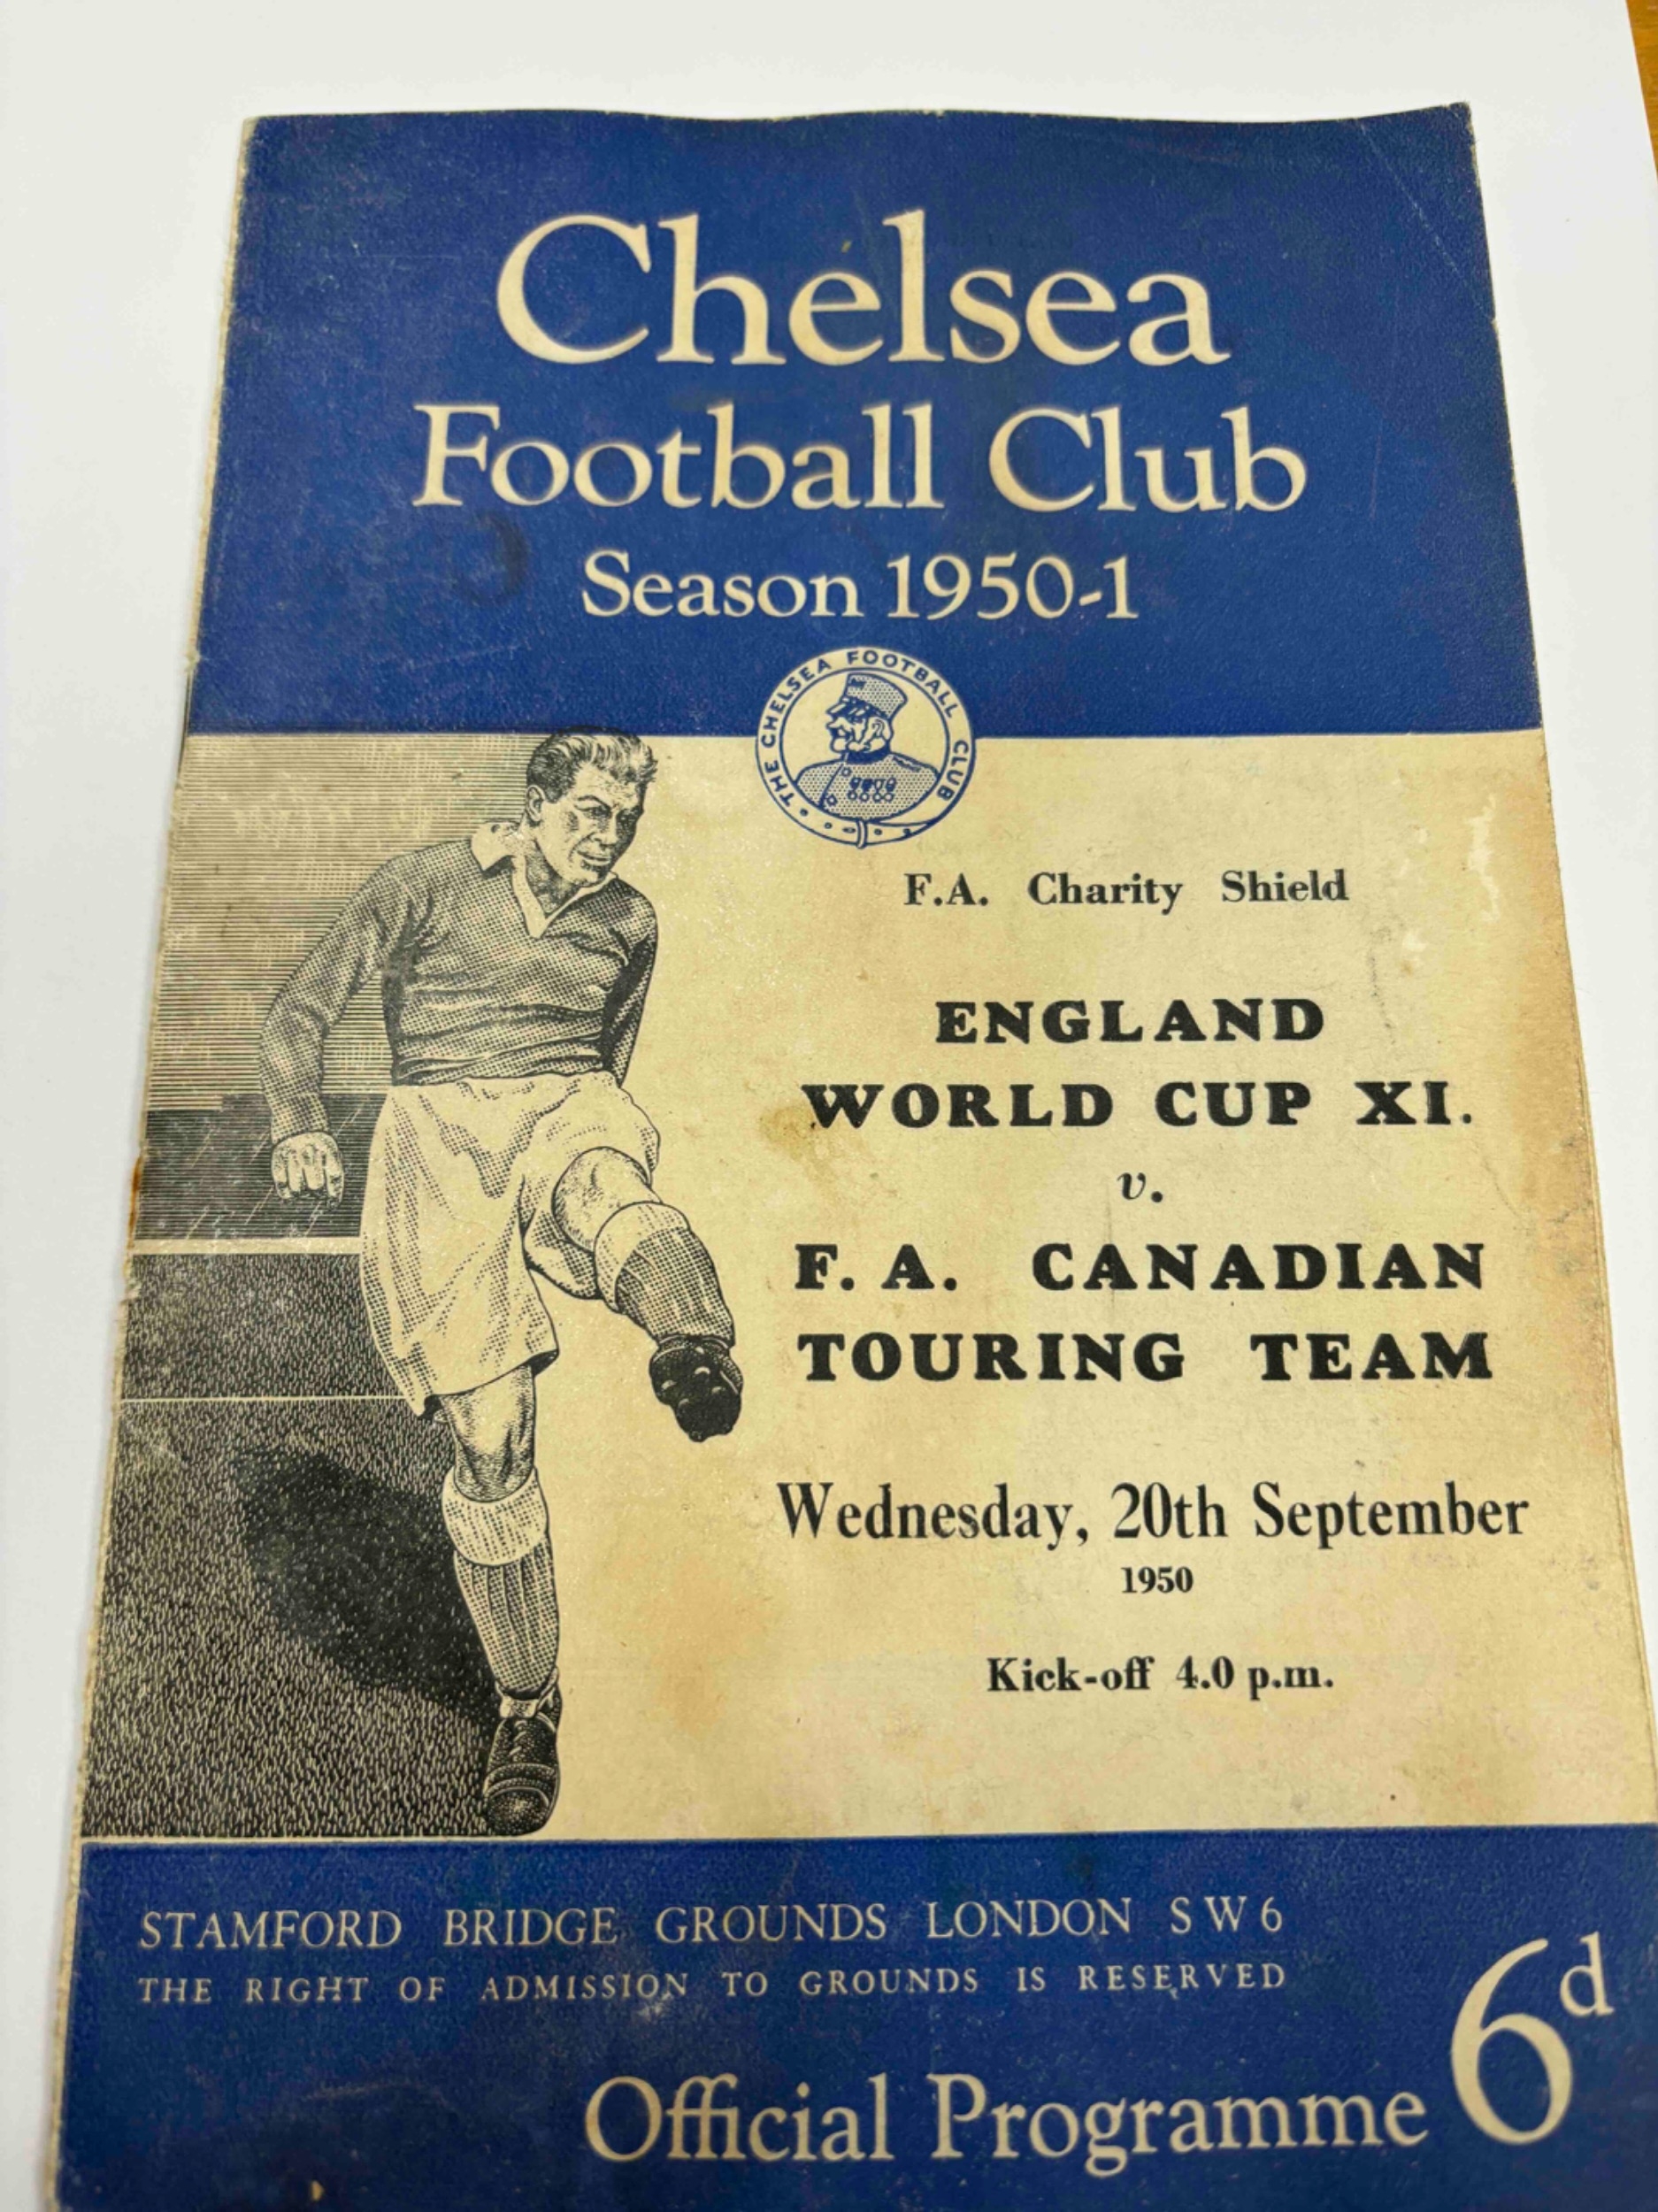 Chelsea
Football Club
Season 1950-1
THE CHELSEA FOOTBALL CLUB
F.A. Charity Shield
ENGLAND
WORLD CUP XI.
v.
F. A. CANADIAN
TOURING TEAM
Wednesday, 20th September
1950
Kick-off 4.0 p.m.
STAMFORD BRIDGE GROUNDS LONDON SW6
THE RIGHT OF ADMISSION TO GROUNDS IS RESERVED
Official Programme 6d